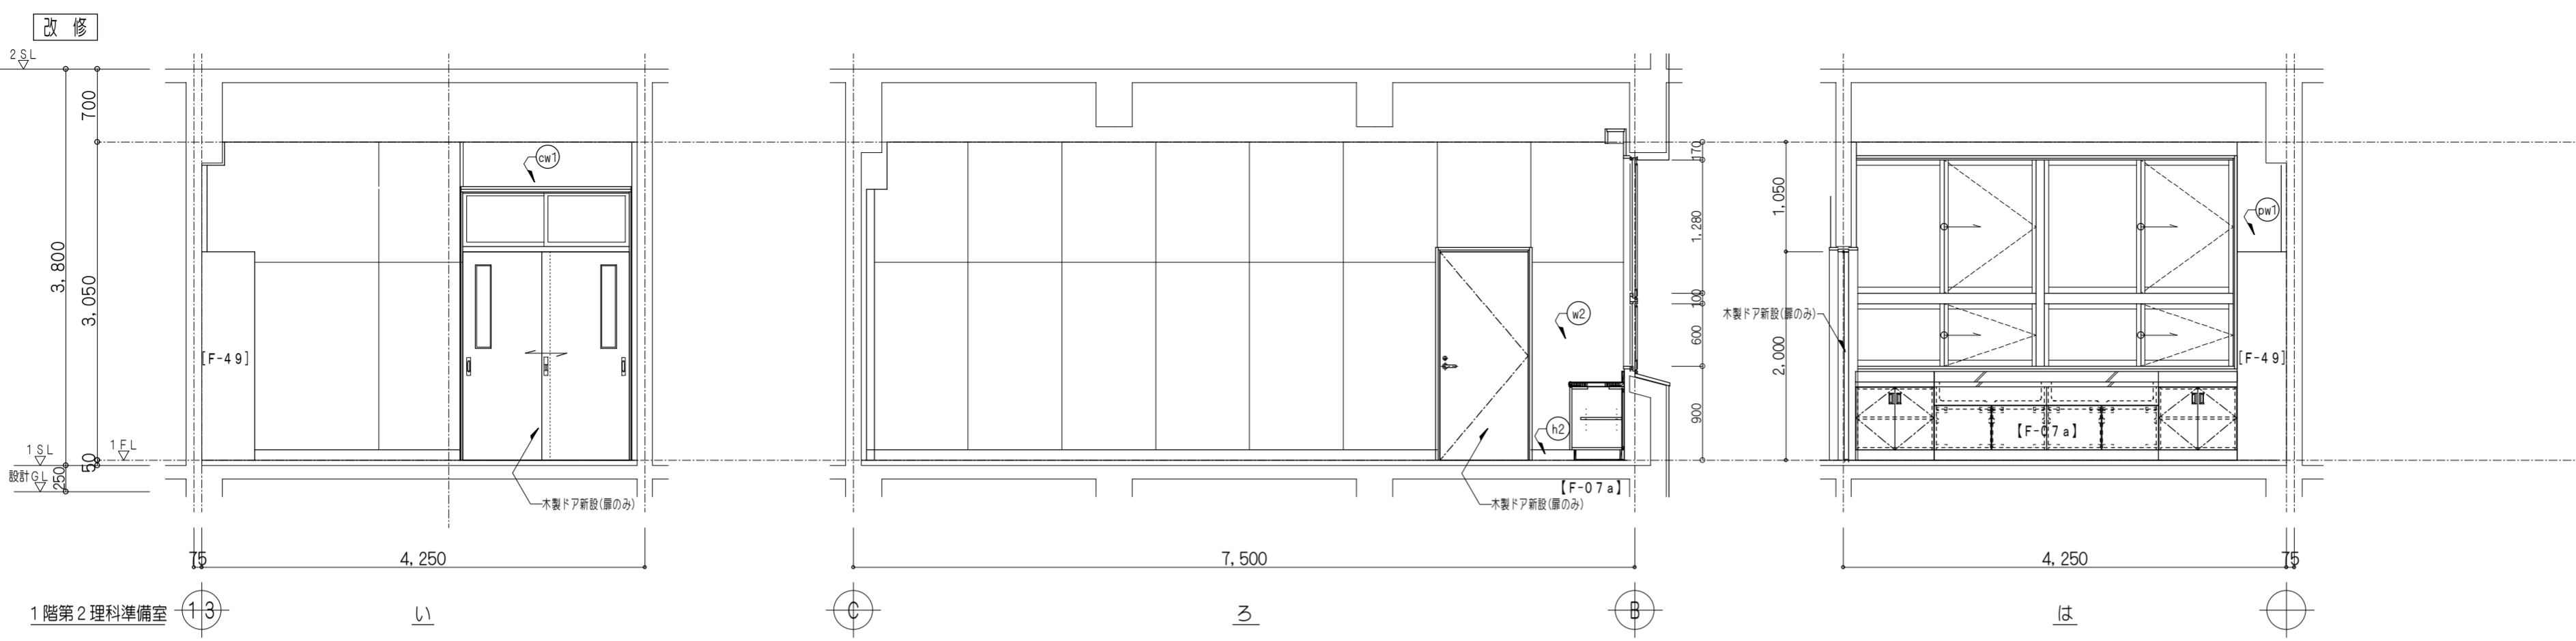 改 修
2SL
700
3,800
3,050
1SL
1FL
50
設計GL
250
cw1
[F-49]
木製ドア新設(扉のみ)
75
4,250
1階第2理科準備室
13
い
w2
h2
【F-07a】
木製ドア新設(扉のみ)
170
1,280
100
600
900
7,500
C
ろ
B
1,050
2,000
木製ドア新設(扉のみ)
pw1
[F-49]
【F-07a】
4,250
75
は